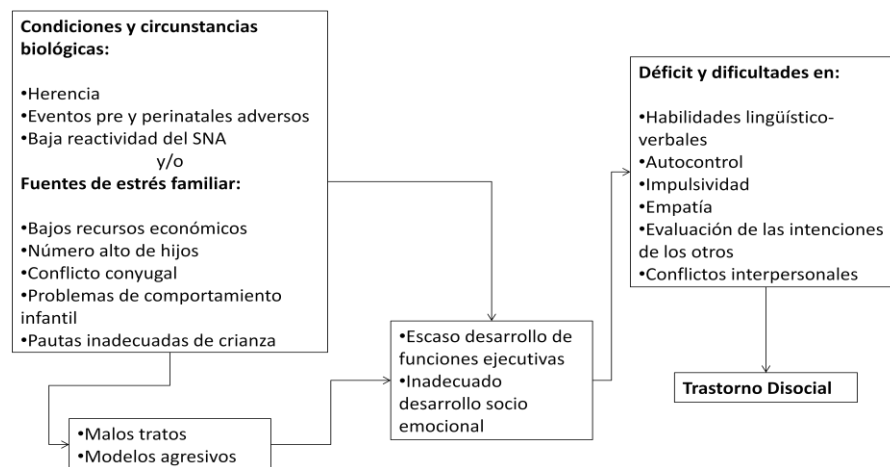 Condiciones y circunstancias
biológicas:
•Herencia
•Eventos pre y perinatales adversos
•Baja reactividad del SNA
y/o
Fuentes de estrés familiar:
•Bajos recursos económicos
•Número alto de hijos
•Conflicto conyugal
•Problemas de comportamiento
infantil
•Pautas inadecuadas de crianza
•Malos tratos
•Modelos agresivos
•Escaso desarrollo de
funciones ejecutivas
•Inadecuado
desarrollo socio
emocional
Déficit y dificultades en:
•Habilidades lingüístico-
verbales
•Autocontrol
•Impulsividad
•Empatía
•Evaluación de las intenciones
de los otros
•Conflictos interpersonales
Trastorno Disocial